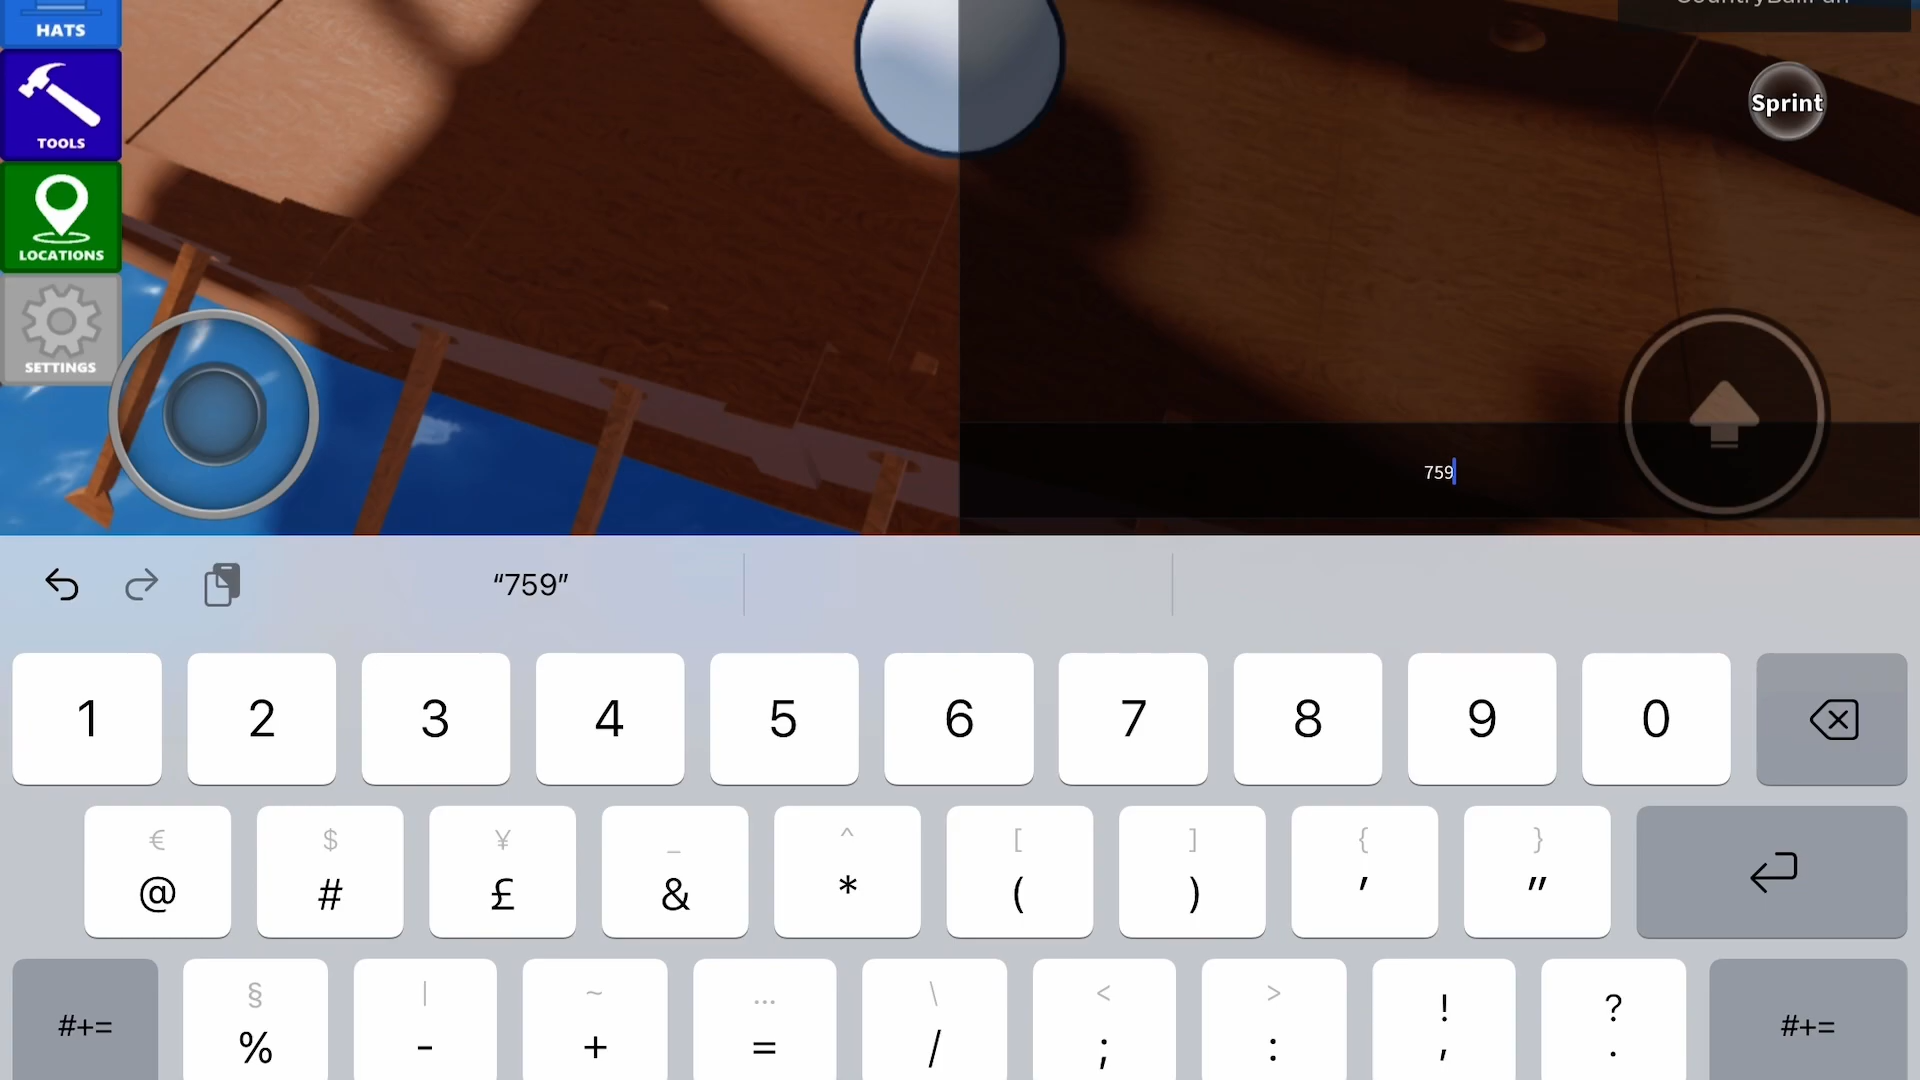 HATS
TOOLS
LOCATIONS
SETTINGS
Sprint
759
“759”
1 2 3 4 5 6 7 8 9 0
€ $ ¥ _ ^ [ ] { }
@ # £ & * ( ) ' "
§ | ~ … \ < > ! ?
#+= % - + = / ; : , . #+=